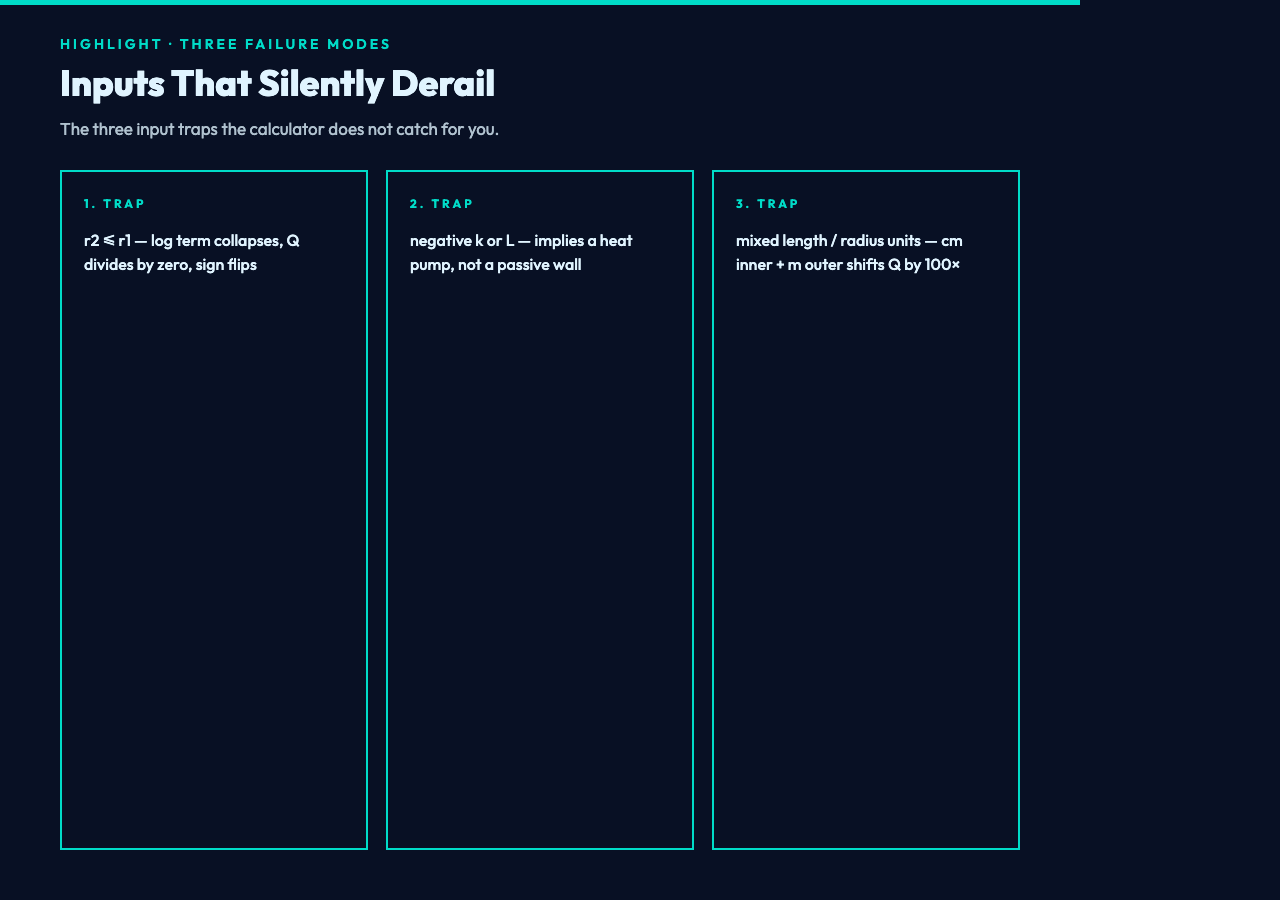 HIGHLIGHT · THREE FAILURE MODES
Inputs That Silently Derail
The three input traps the calculator does not catch for you.
1. TRAP
r2 ≤ r1 — log term collapses, Q
divides by zero, sign flips
2. TRAP
negative k or L — implies a heat
pump, not a passive wall
3. TRAP
mixed length / radius units — cm
inner + m outer shifts Q by 100×